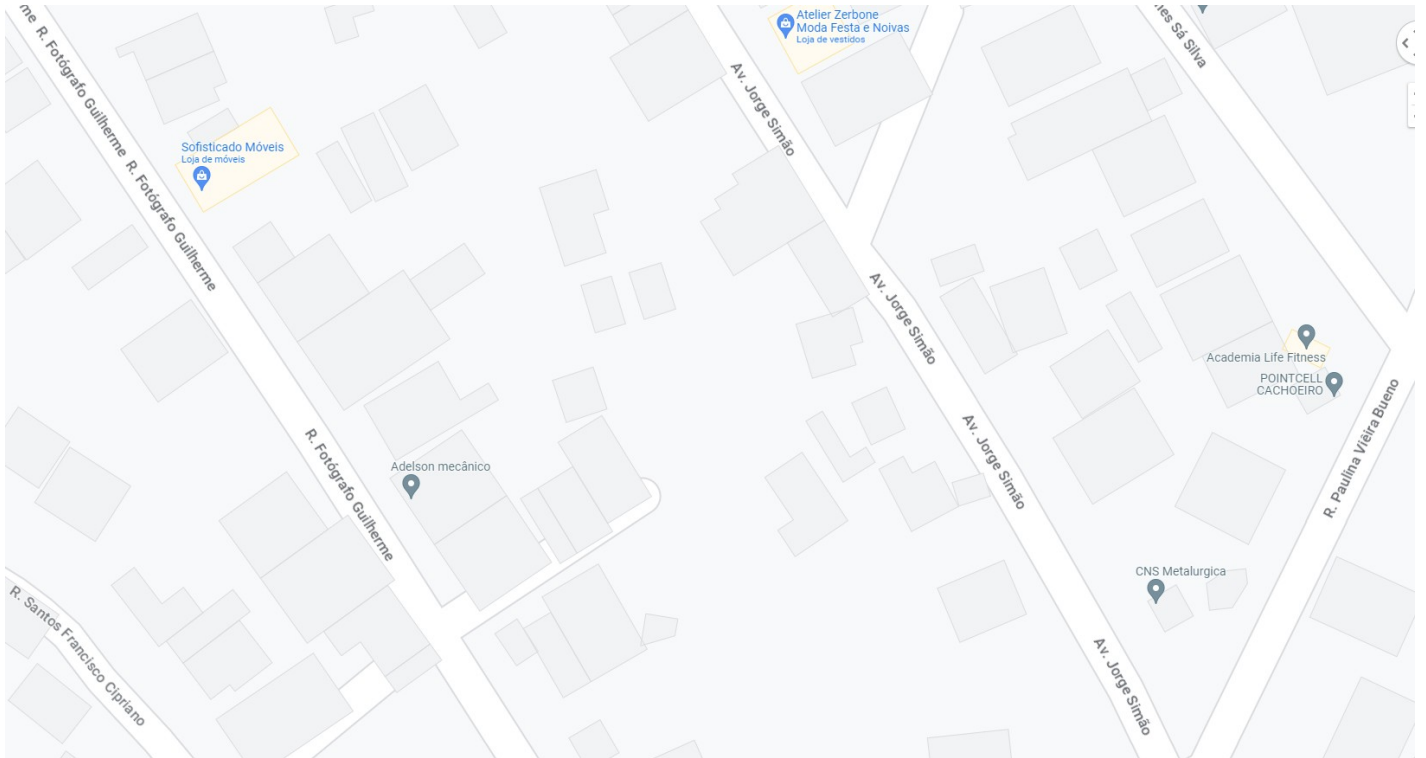 me
R. Fotógrafo Guilherme
R. Fotógrafo Guilherme
Atelier Zerbone
Moda Festa e Noivas
Loja de vestidos
Sá Silva
Av. Jorge Simão
Sofisticado Móveis
Loja de móveis
Av. Jorge Simão
Academia Life Fitness
POINTCELL
CACHOEIRO
R. Fotógrafo Guilherme
Av. Jorge Simão
R. Paulina Viêira Bueno
Adelson mecânico
CNS Metalurgica
R. Santos Francisco Cipriano
Av. Jorge Simão